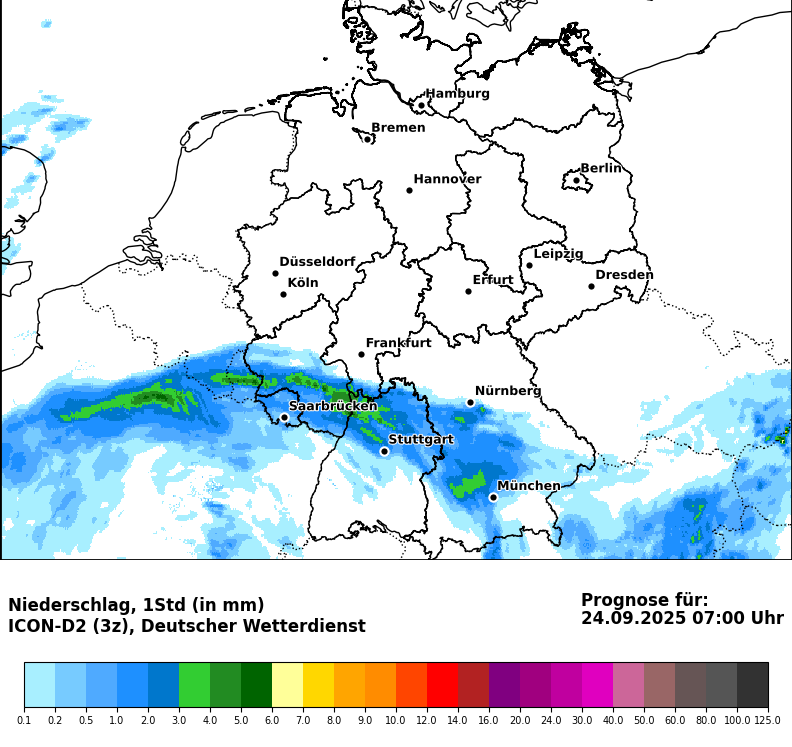 Hamburg
Bremen
Berlin
Hannover
Leipzig
Düsseldorf
Dresden
Köln
Erfurt
Frankfurt
Nürnberg
Saarbrücken
Stuttgart
München
Niederschlag, 1Std (in mm)
ICON-D2 (3z), Deutscher Wetterdienst
Prognose für:
24.09.2025 07:00 Uhr
0.1 0.2 0.5 1.0 2.0 3.0 4.0 5.0 6.0 7.0 8.0 9.0 10.0 12.0 14.0 16.0 20.0 24.0 30.0 40.0 50.0 60.0 80.0 100.0 125.0